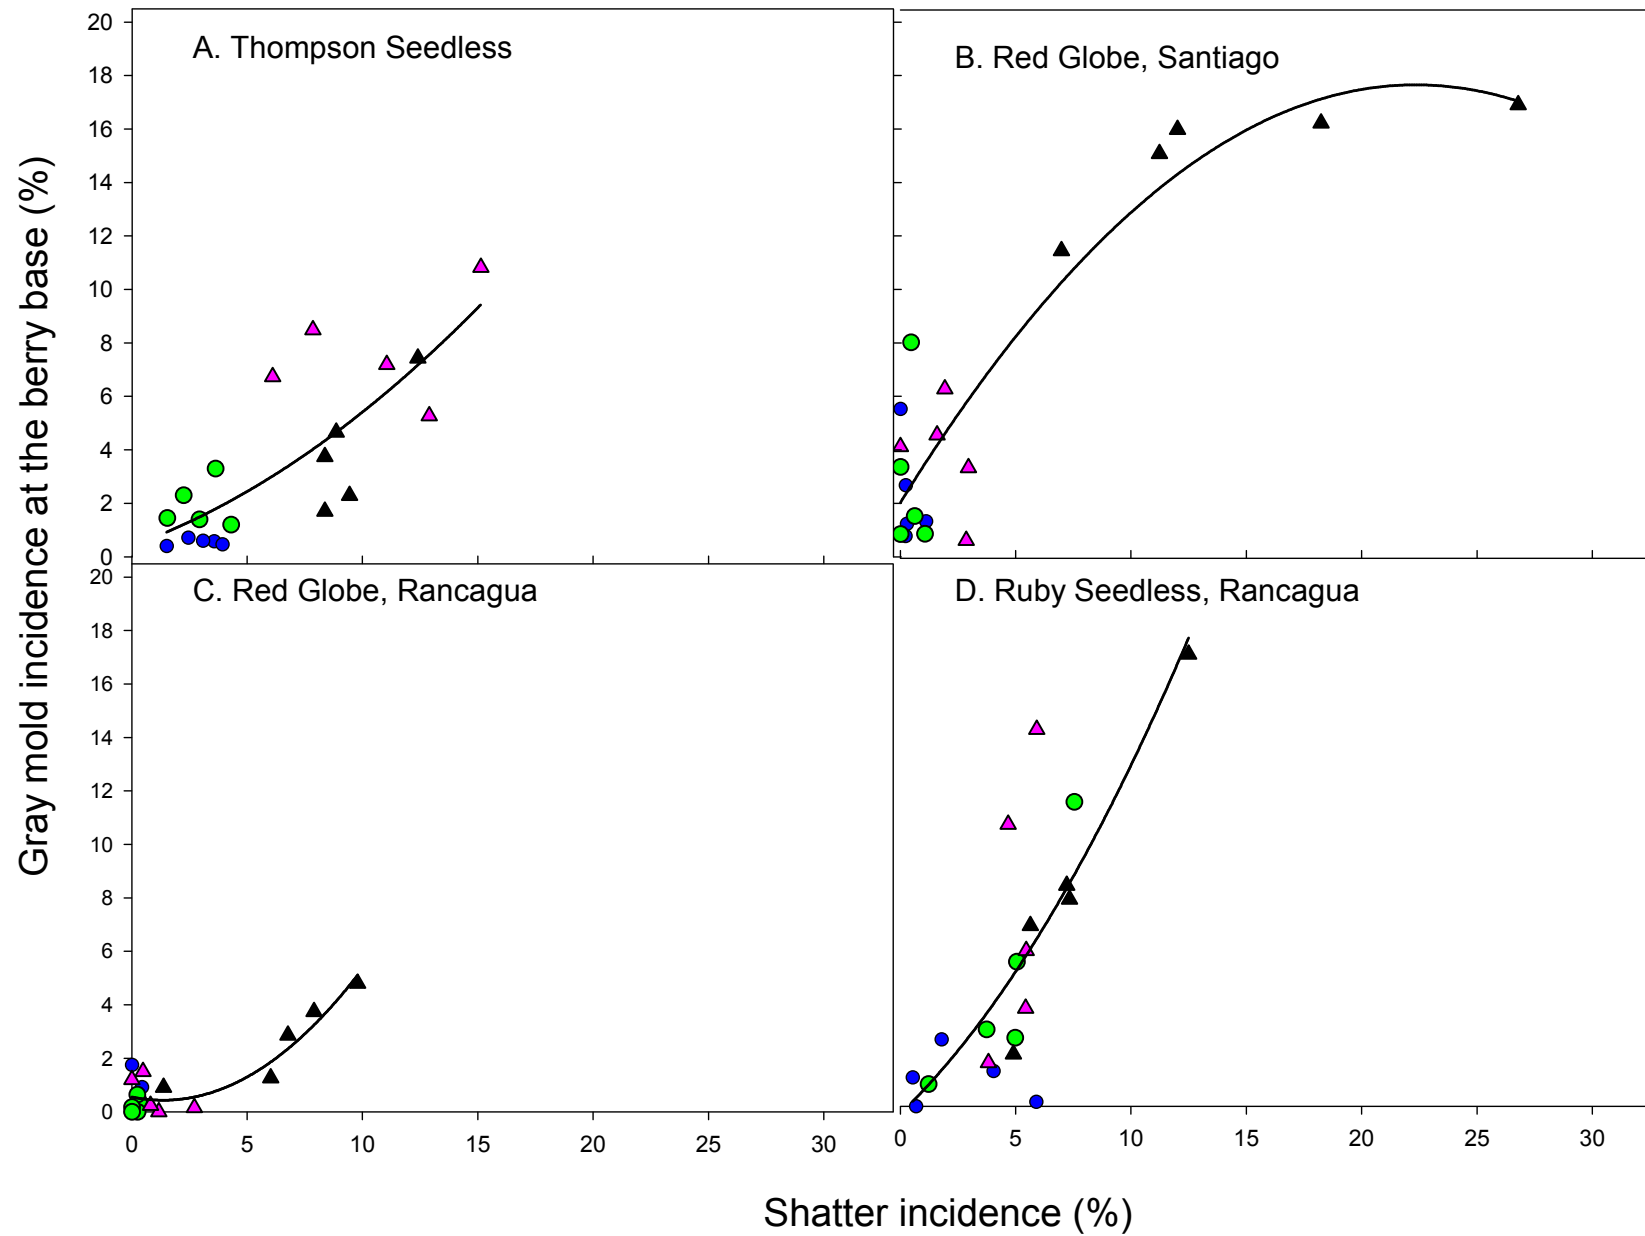 Gray mold incidence at the berry base (%)
20
18
16
14
12
10
8
6
4
2
0
A. Thompson Seedless
B. Red Globe, Santiago
20
18
16
14
12
10
8
6
4
2
0
C. Red Globe, Rancagua
D. Ruby Seedless, Rancagua
0 5 10 15 20 25 30
0 5 10 15 20 25 30
Shatter incidence (%)